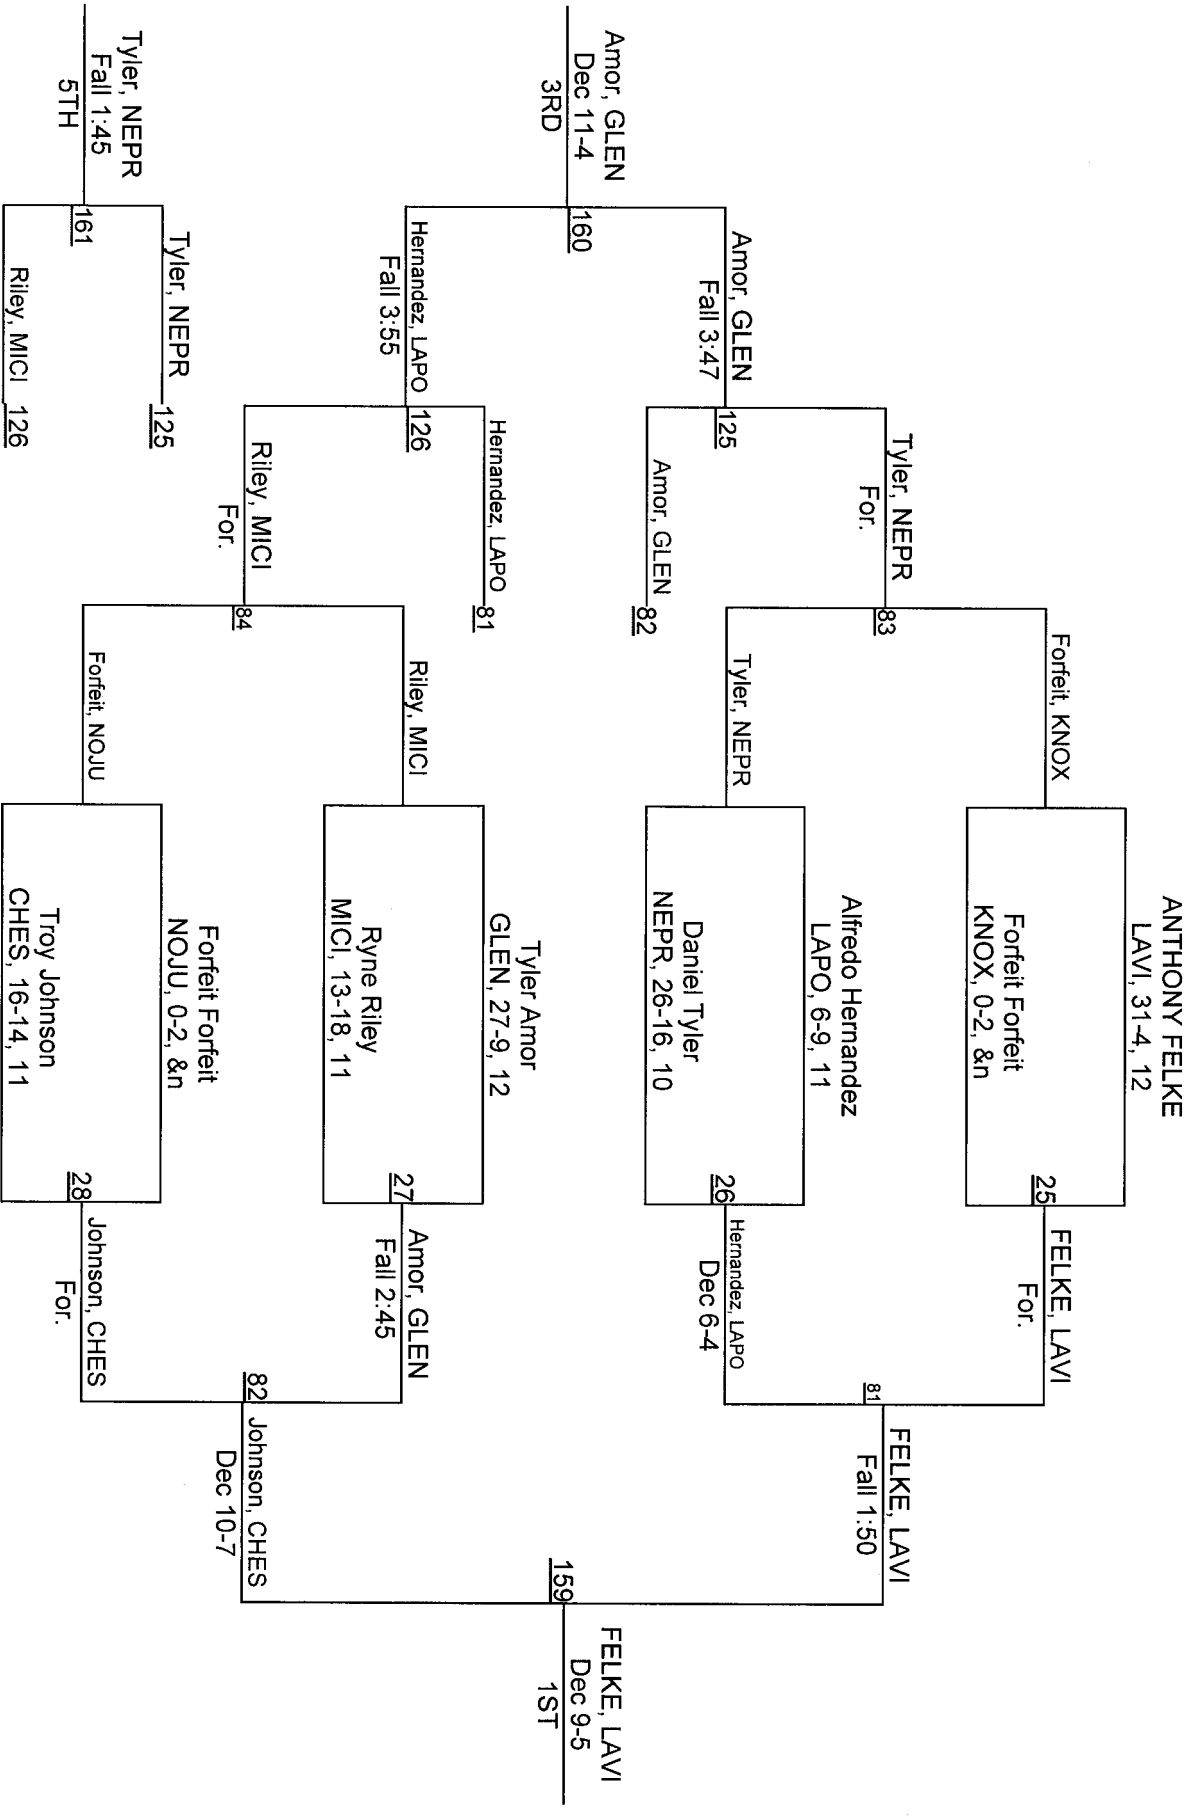 ANTHONY FELKE
LAVI, 31-4, 12
Forfeit Forfeit
KNOX, 0-2, &n
25
FELKE, LAVI
For.
Alfredo Hernandez
LAPO, 6-9, 11
Daniel Tyler
NEPR, 26-16, 10
26
Hernandez, LAPO
Dec 6-4
Tyler Amor
GLEN, 27-9, 12
Ryne Riley
MICI, 13-18, 11
27
Amor, GLEN
Fall 2:45
Forfeit Forfeit
NOJU, 0-2, &n
Troy Johnson
CHES, 16-14, 11
28
Johnson, CHES
For.
81
FELKE, LAVI
Fall 1:50
82
Johnson, CHES
Dec 10-7
159
FELKE, LAVI
Dec 9-5
1ST
Forfeit, KNOX
Tyler, NEPR
83
Tyler, NEPR
For.
Riley, MICI
Forfeit, NOJU
84
Riley, MICI
For.
Amor, GLEN
82
125
Amor, GLEN
Fall 3:47
Hernandez, LAPO
81
126
Hernandez, LAPO
Fall 3:55
160
Amor, GLEN
Dec 11-4
3RD
Tyler, NEPR
125
Riley, MICI
126
161
Tyler, NEPR
Fall 1:45
5TH